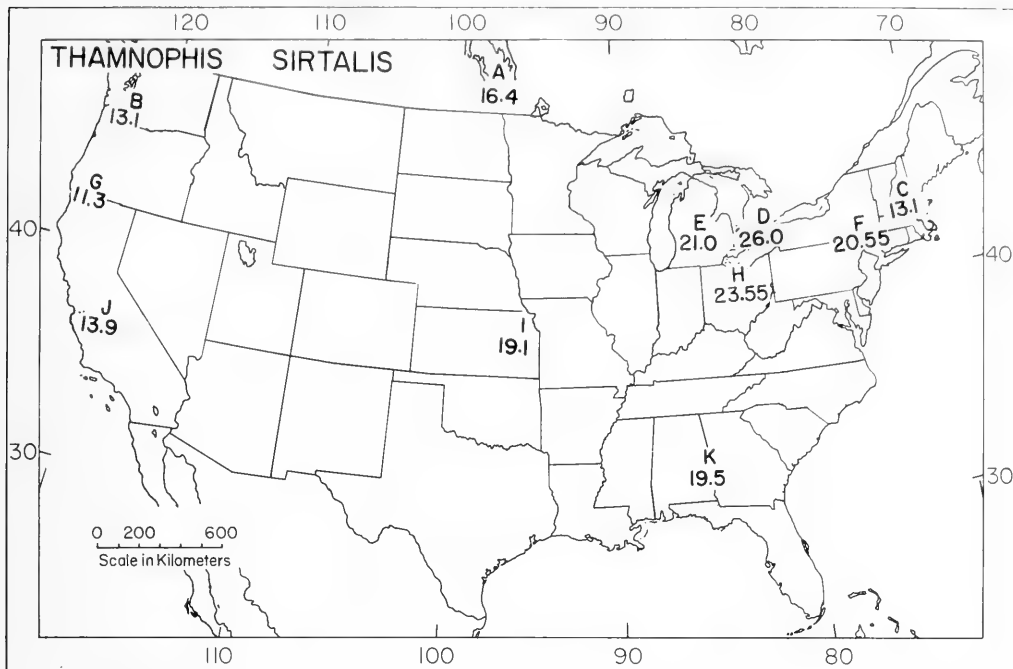 120 110 100 90 80 70
THAMNOPHIS SIRTALIS
A
16.4
B
13.1
G
11.3
C
13.1
E
21.0
D
26.0
F
20.55
40
40
H
23.55
J
13.9
I
19.1
30
K
19.5
30
0 200 600
Scale in Kilometers
110 100 90 80